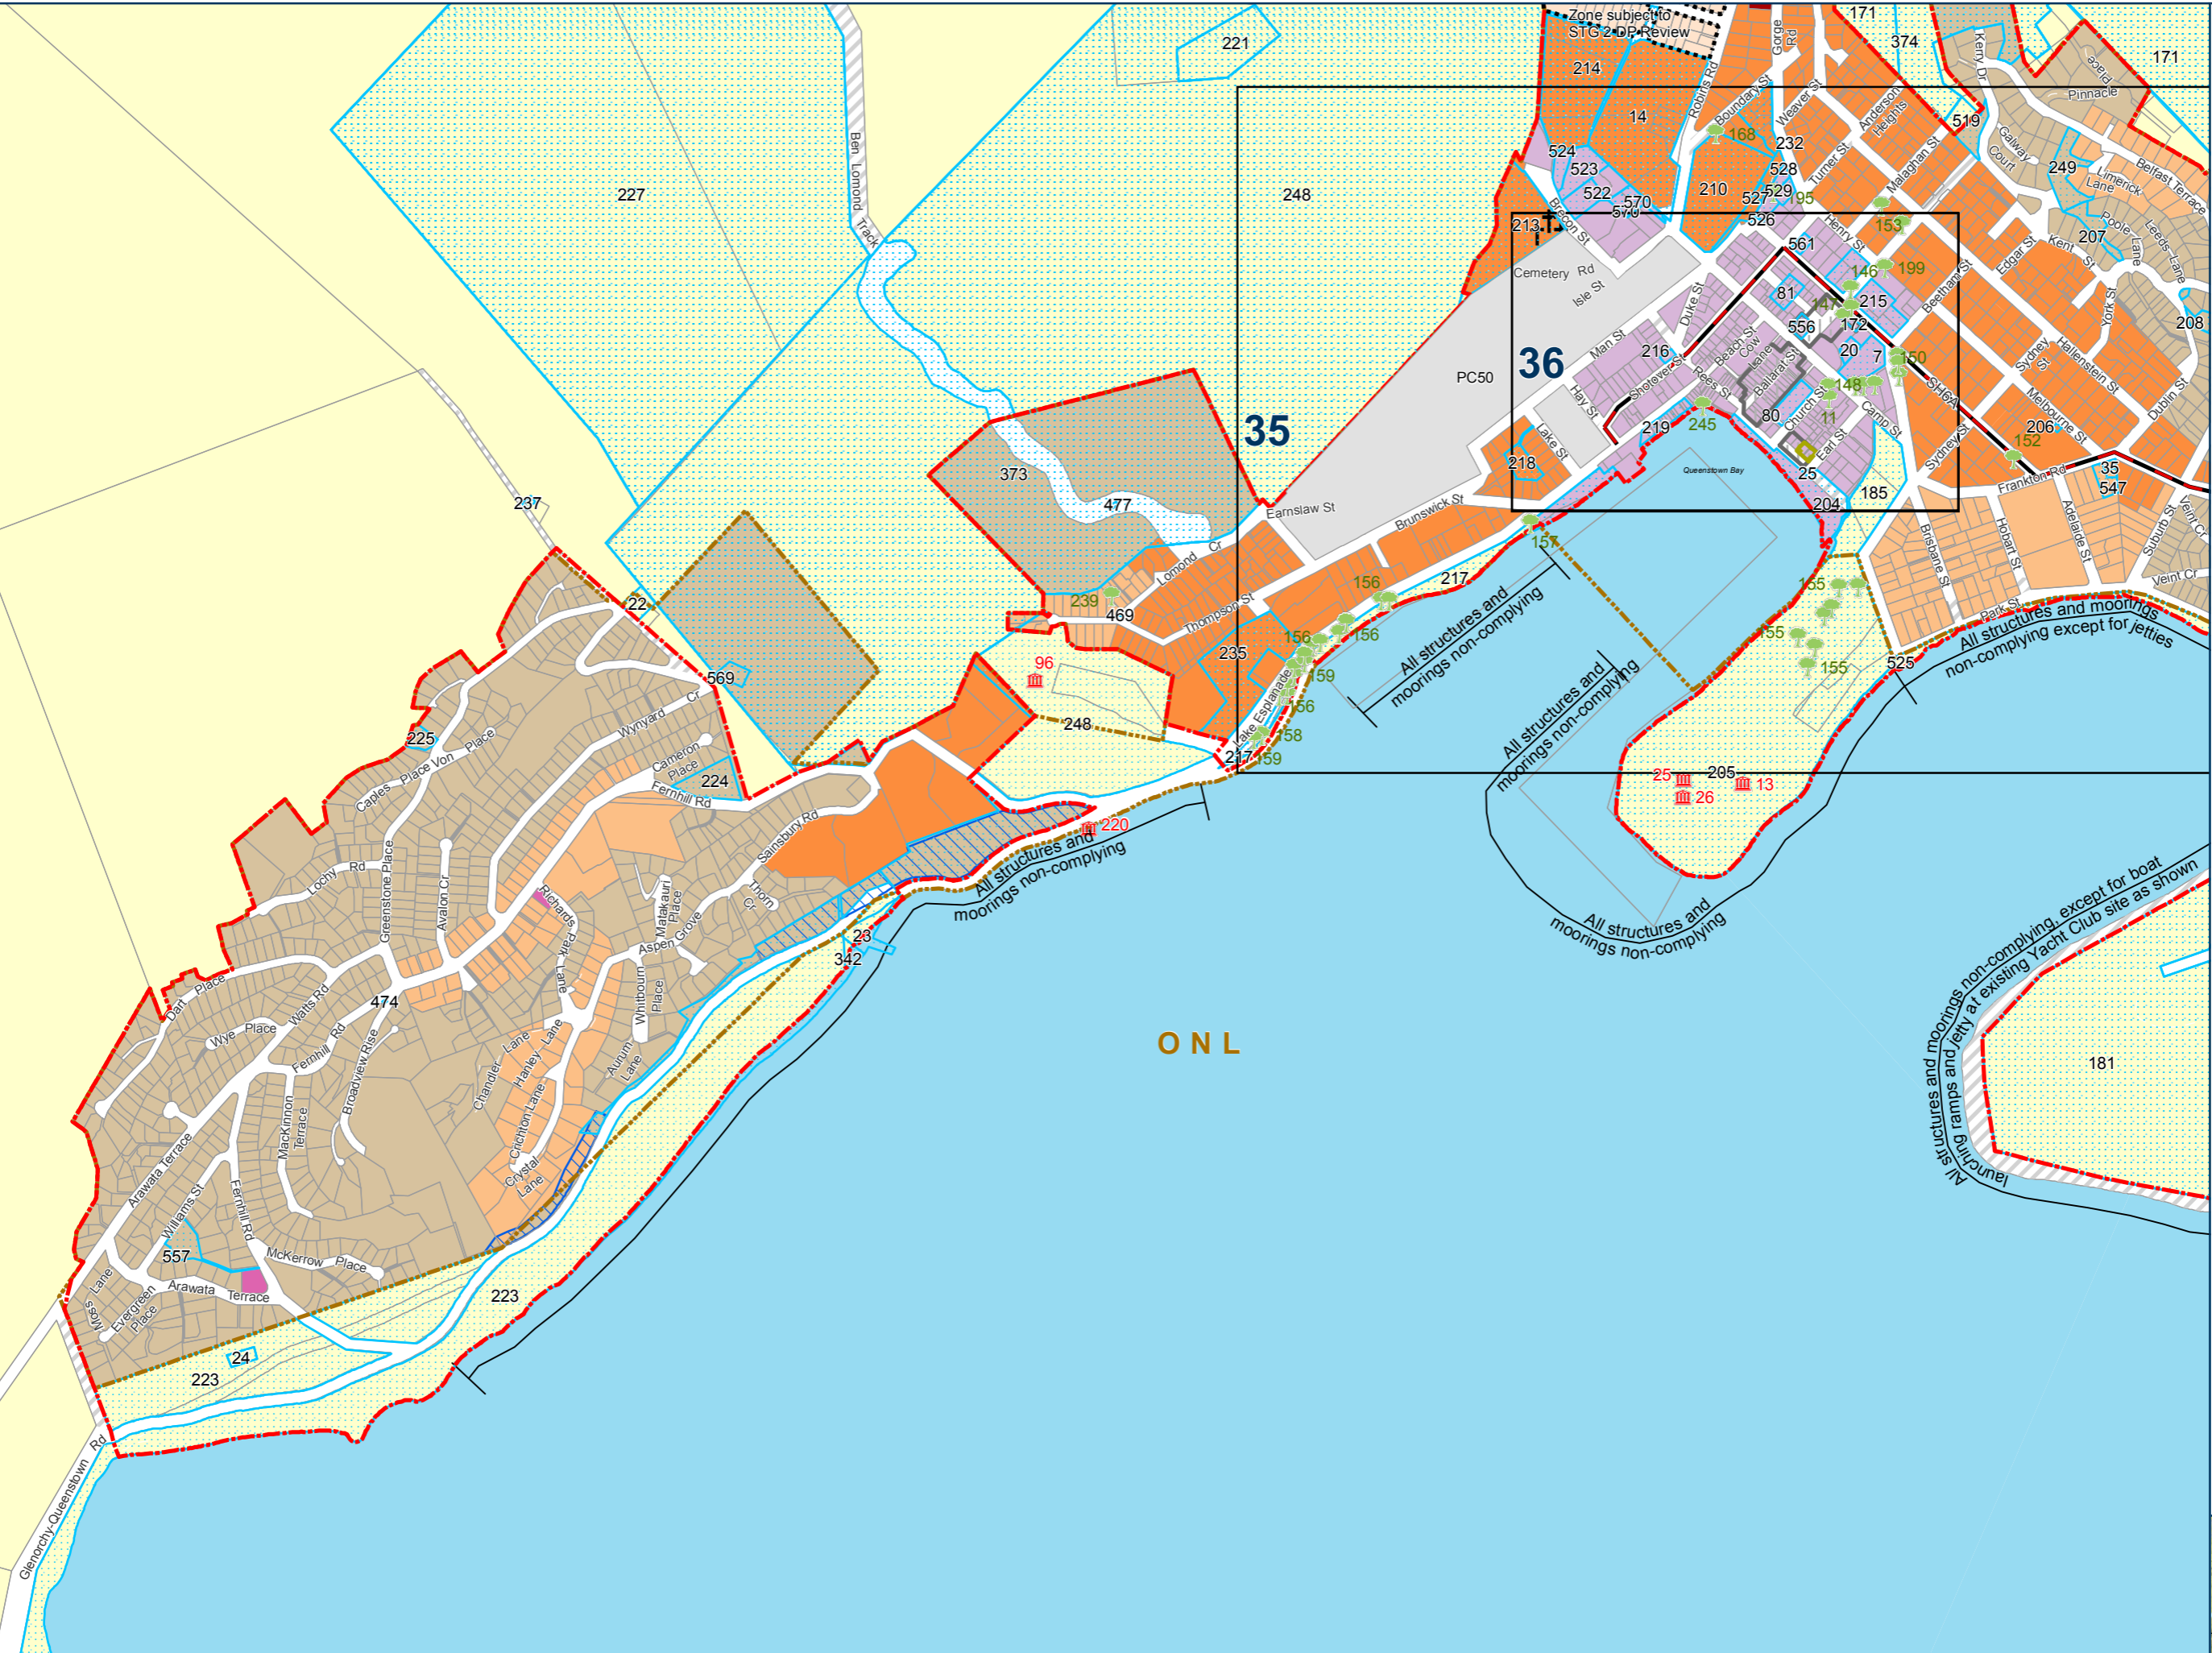 Zone subject to
STG 2 DP Review
Gorge
Rd
171
374
Kerry Dr
Place
Pinnacle
171
221
214
14
Robins Rd
Boundary St
Weaver St
Anderson
Heights
168
232
519
Galway
Court
249
Belfast Terrace
Limerick
Lane
Ben Lomond Track
227
248
524
523
522
570
570
210
528
529
527
195
526
Turner St
Malaghan St
153
213
Brecon St
Henry St
561
Edgar St
Kent St
207
Poole
Lane
Leeds Lane
Cemetery Rd
Isle St
146
199
Beetham St
81
147
215
172
556
Duke St
York St
208
Man St
216
Beach St
Cow
Lane
Ballarat St
Rees St
Shotover St
20
7
150
148
SH6A
Sydney
St
Hallenstein St
Melbourne St
Dublin St
PC50
36
35
Hay St
Lake St
218
219
245
80
Church St
11
Earl St
Camp St
25
204
185
Queenstown Bay
206
152
Sydney St
Frankton Rd
35
547
Veint Cr
Suburb St
Adelaide St
Hobart St
Brisbane St
Veint Cr
Park St
373
477
237
Earnslaw St
Brunswick St
157
217
156
Lomond Cr
Thompson St
239
469
22
569
96
235
156
156
159
156
158
159
217
Lake Esplanade
248
All structures and
moorings non-complying
All structures and
moorings non-complying
155
155
155
525
All structures and moorings
non-complying except for jetties
205
25
26
13
All structures and
moorings non-complying
220
All structures and
moorings non-complying
225
Caples Place
Von Place
Wynyard Cr
Cameron
Place
224
Fernhill Rd
Sainsbury Rd
Lochy Rd
Greenstone Place
Avalon Cr
Richards Park Lane
Matakauri
Place
Thorn
Cr
Aspen Grove
Whitbourn
Place
23
342
Dart Place
Watts Rd
Wye Place
474
Fernhill Rd
Broadview Rise
Chandler Lane
Hanley Lane
Aurum
Lane
Crichton Lane
Crystal
Lane
MacKinnon
Terrace
Arawata Terrace
Williams St
Fernhill Rd
557
McKerrow Place
Arawata Terrace
Moss Lane
Evergreen
Place
223
24
223
Glenorchy-Queenstown Rd
ONL
All structures and moorings non-complying, except for boat
launching ramps and jetty at existing Yacht Club site as shown
181